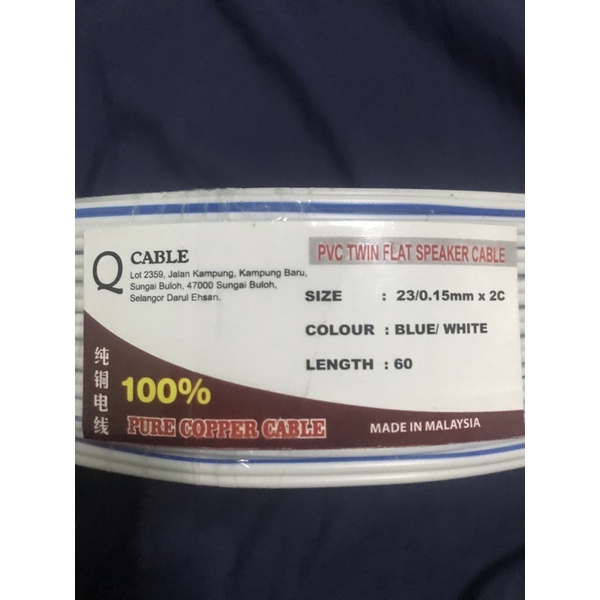 Q
CABLE
Lot 2359, Jalan Kampung, Kampung Baru,
Sungai Buloh, 47000 Sungai Buloh,
Selangor Darul Ehsan.
PVC TWIN FLAT SPEAKER CABLE
SIZE : 23/0.15mm x 2C
COLOUR : BLUE/ WHITE
LENGTH : 60
纯铜电线
100%
PURE COPPER CABLE
MADE IN MALAYSIA